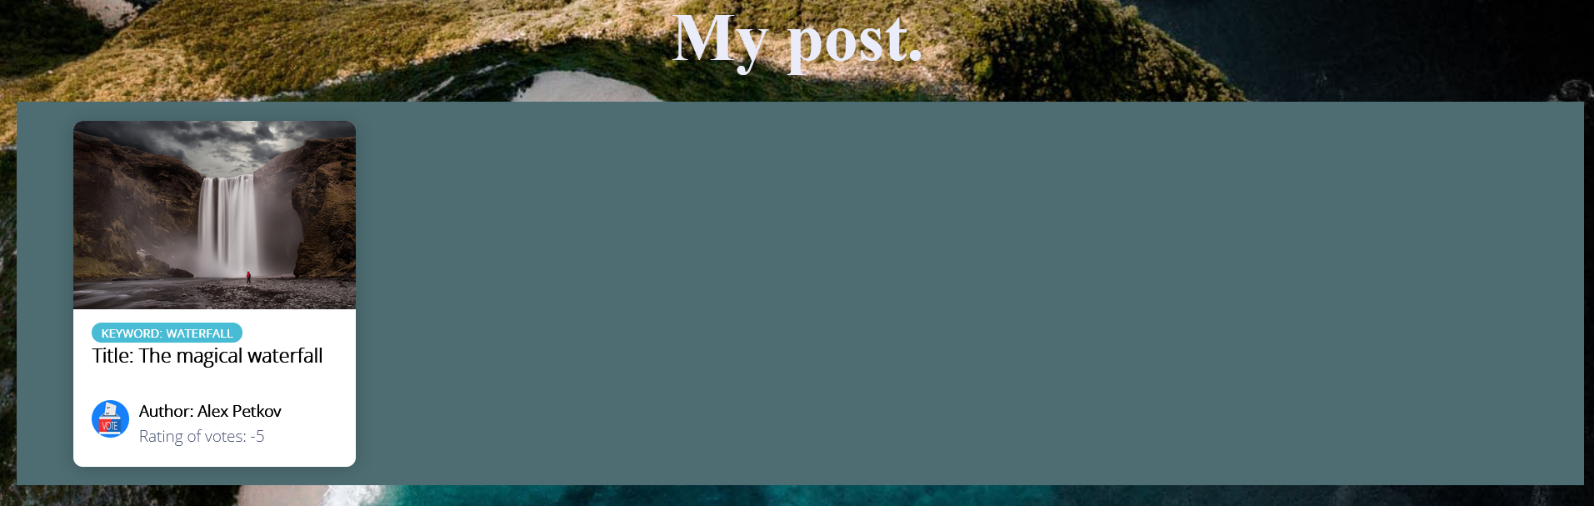 My post.
KEYWORD: WATERFALL
Title: The magical waterfall
VOTE
Author: Alex Petkov
Rating of votes: -5